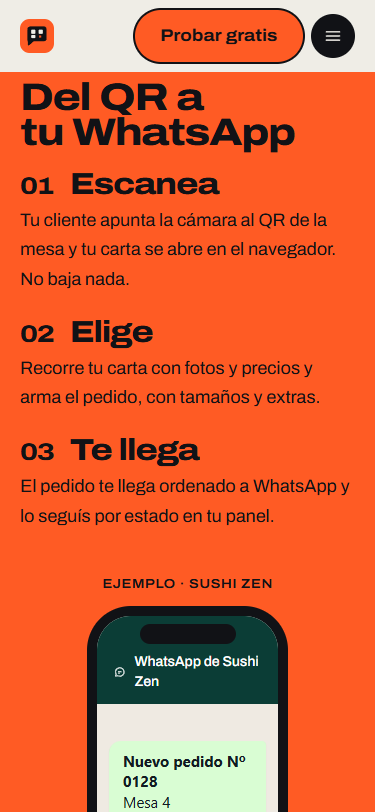 Probar gratis
Del QR a
tu WhatsApp
01 Escanea
Tu cliente apunta la cámara al QR de la
mesa y tu carta se abre en el navegador.
No baja nada.
02 Elige
Recorre tu carta con fotos y precios y
arma el pedido, con tamaños y extras.
03 Te llega
El pedido te llega ordenado a WhatsApp y
lo seguís por estado en tu panel.
EJEMPLO · SUSHI ZEN
WhatsApp de Sushi
Zen
Nuevo pedido Nº
0128
Mesa 4